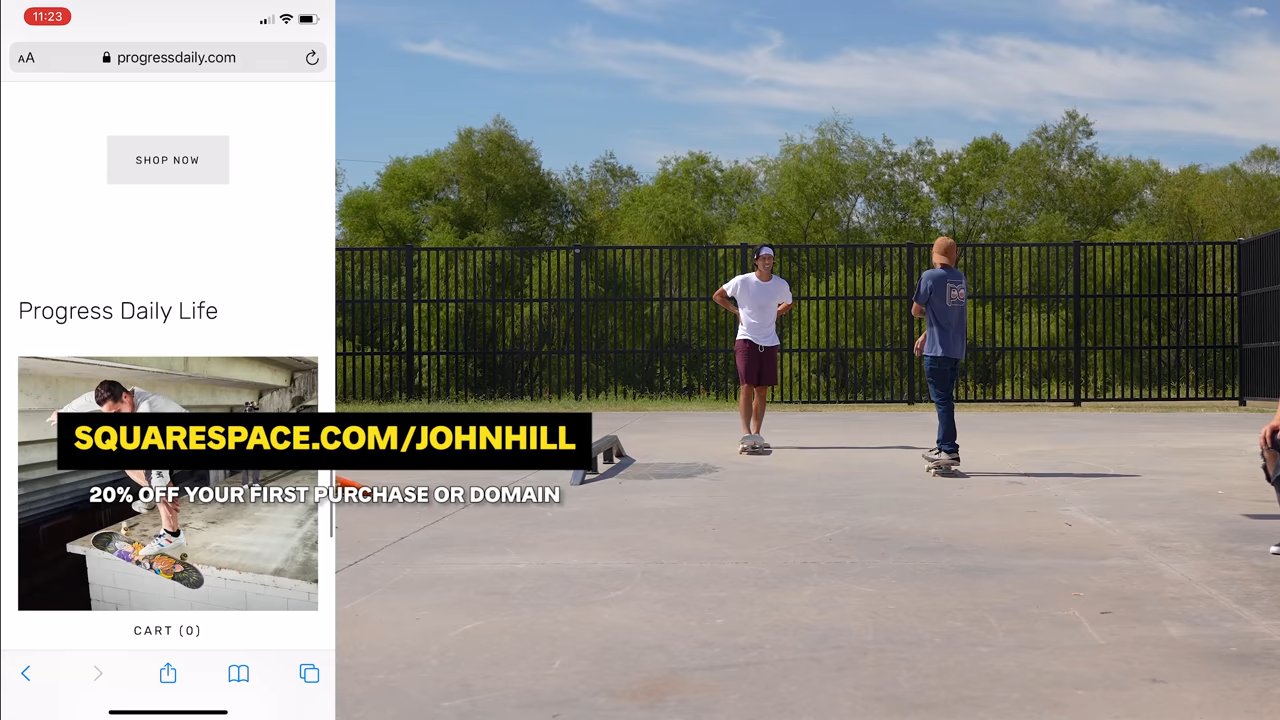 11:23
AA
progressdaily.com
SHOP NOW
Progress Daily Life
SQUARESPACE.COM/JOHNHILL
20% OFF YOUR FIRST PURCHASE OR DOMAIN
CART (0)